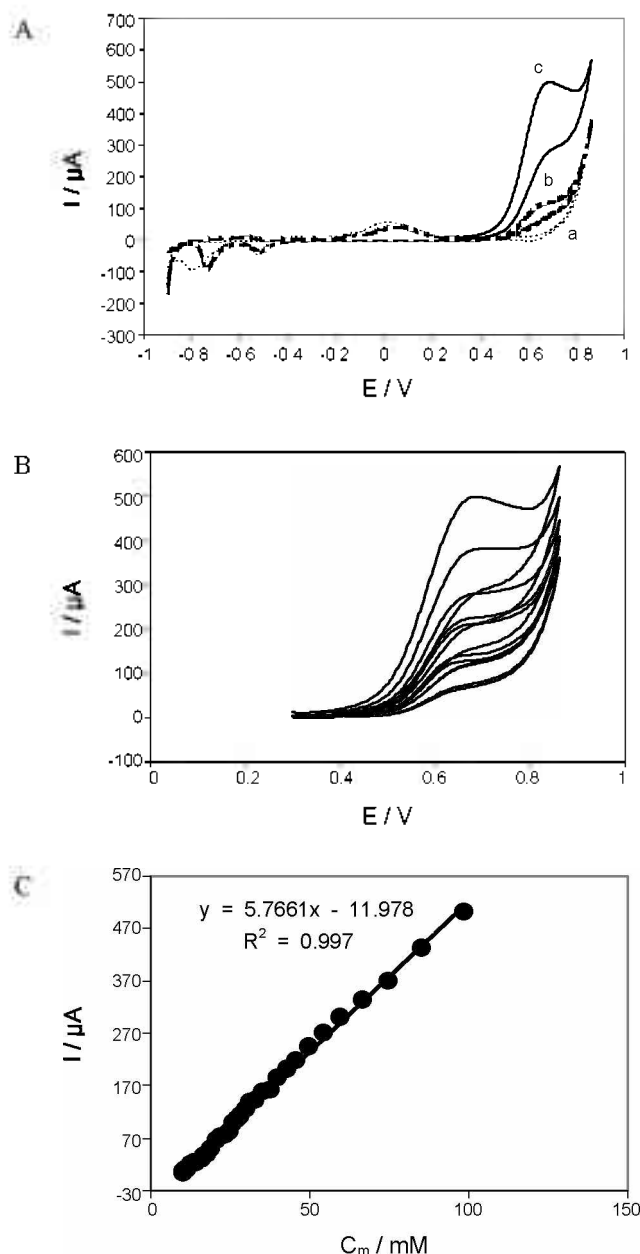 A
700
600
500
400
300
200
100
0
-100
-200
-300
I / µA
c
b
a
-1 -0 8 -0 6 -0 4 -0 2 0 0 2 0 4 0 6 0 8 1
E / V
B
600
500
400
300
200
100
0
-100
I / µA
0 0.2 0.4 0.6 0.8 1
E / V
C
570
470
370
270
170
70
-30
I / µA
y = 5.7661x - 11.978
R² = 0.997
0 50 100 150
Cm / mM